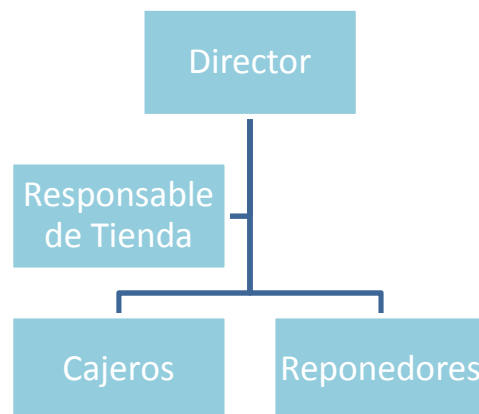 Director
Responsable
de Tienda
Cajeros
Reponedores